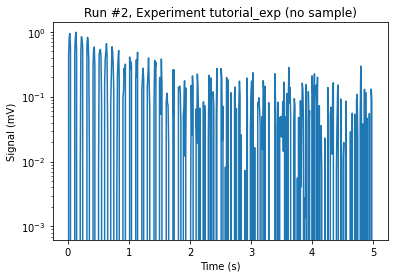 Run #2, Experiment tutorial_exp (no sample)
Signal (mV)
10⁰
10⁻¹
10⁻²
10⁻³
0 1 2 3 4 5
Time (s)